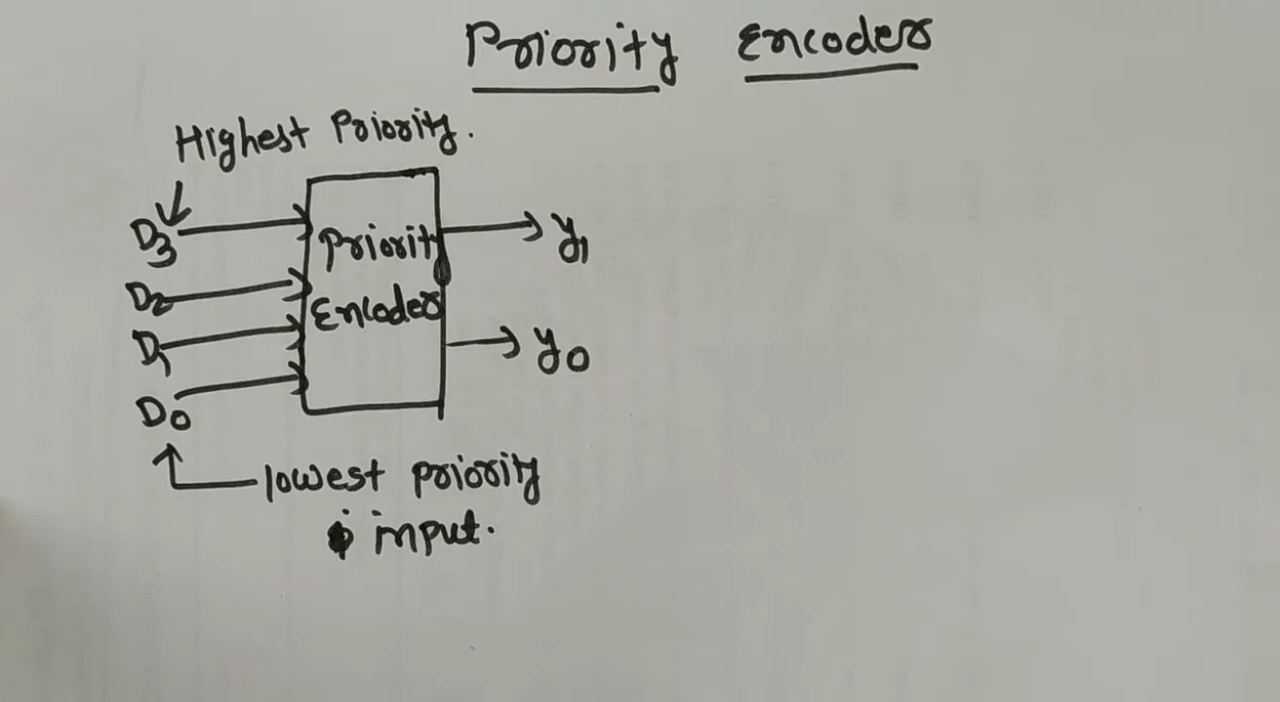 Priority Encoder
Highest Priority.
D3
D2
D1
D0
Priority
Encoder
y1
y0
lowest priority
input.